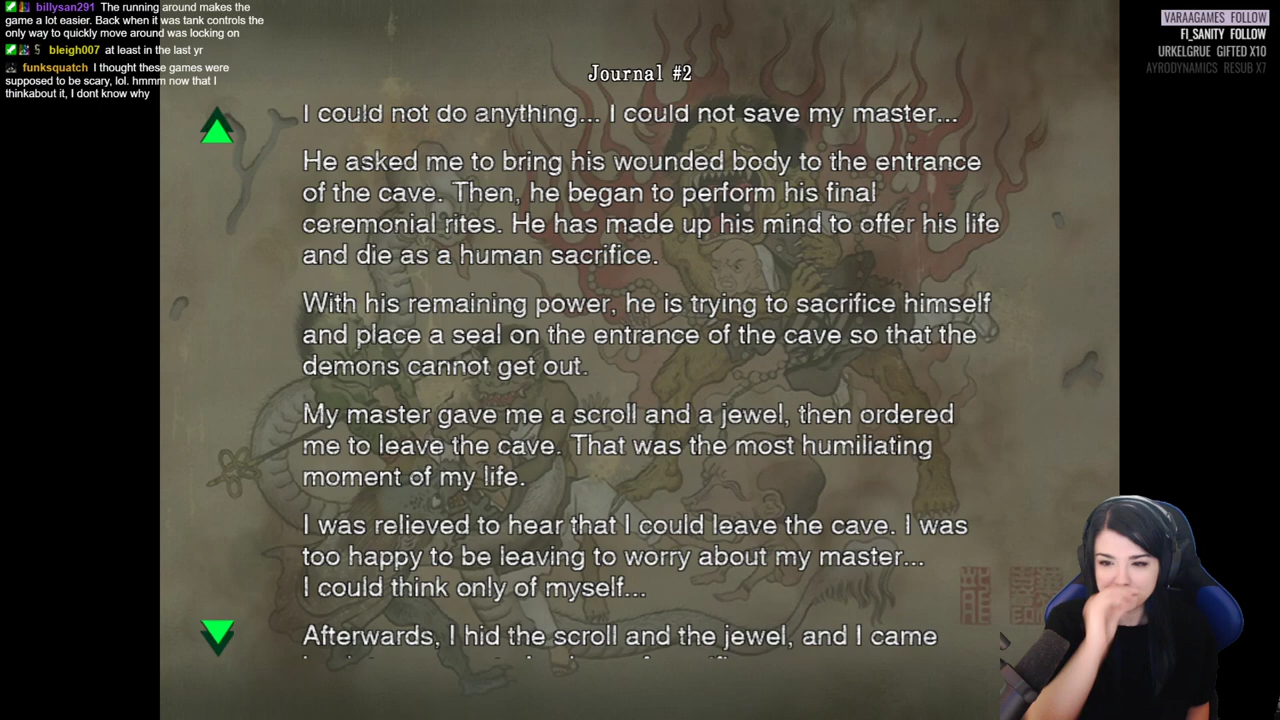 billysan291 The running around makes the
game a lot easier. Back when it was tank controls the
only way to quickly move around was locking on
bleigh007 at least in the last yr
funksquatch I thought these games were
supposed to be scary, lol. hmmm now that I
thinkabout it, I dont know why
VARAAGAMES FOLLOW
FI_SANITY FOLLOW
URKELGRUE GIFTED X10
AYRODYNAMICS RESUB X7
Journal #2
I could not do anything... I could not save my master...
He asked me to bring his wounded body to the entrance
of the cave. Then, he began to perform his final
ceremonial rites. He has made up his mind to offer his life
and die as a human sacrifice.
With his remaining power, he is trying to sacrifice himself
and place a seal on the entrance of the cave so that the
demons cannot get out.
My master gave me a scroll and a jewel, then ordered
me to leave the cave. That was the most humiliating
moment of my life.
I was relieved to hear that I could leave the cave. I was
too happy to be leaving to worry about my master...
I could think only of myself...
Afterwards, I hid the scroll and the jewel, and I came